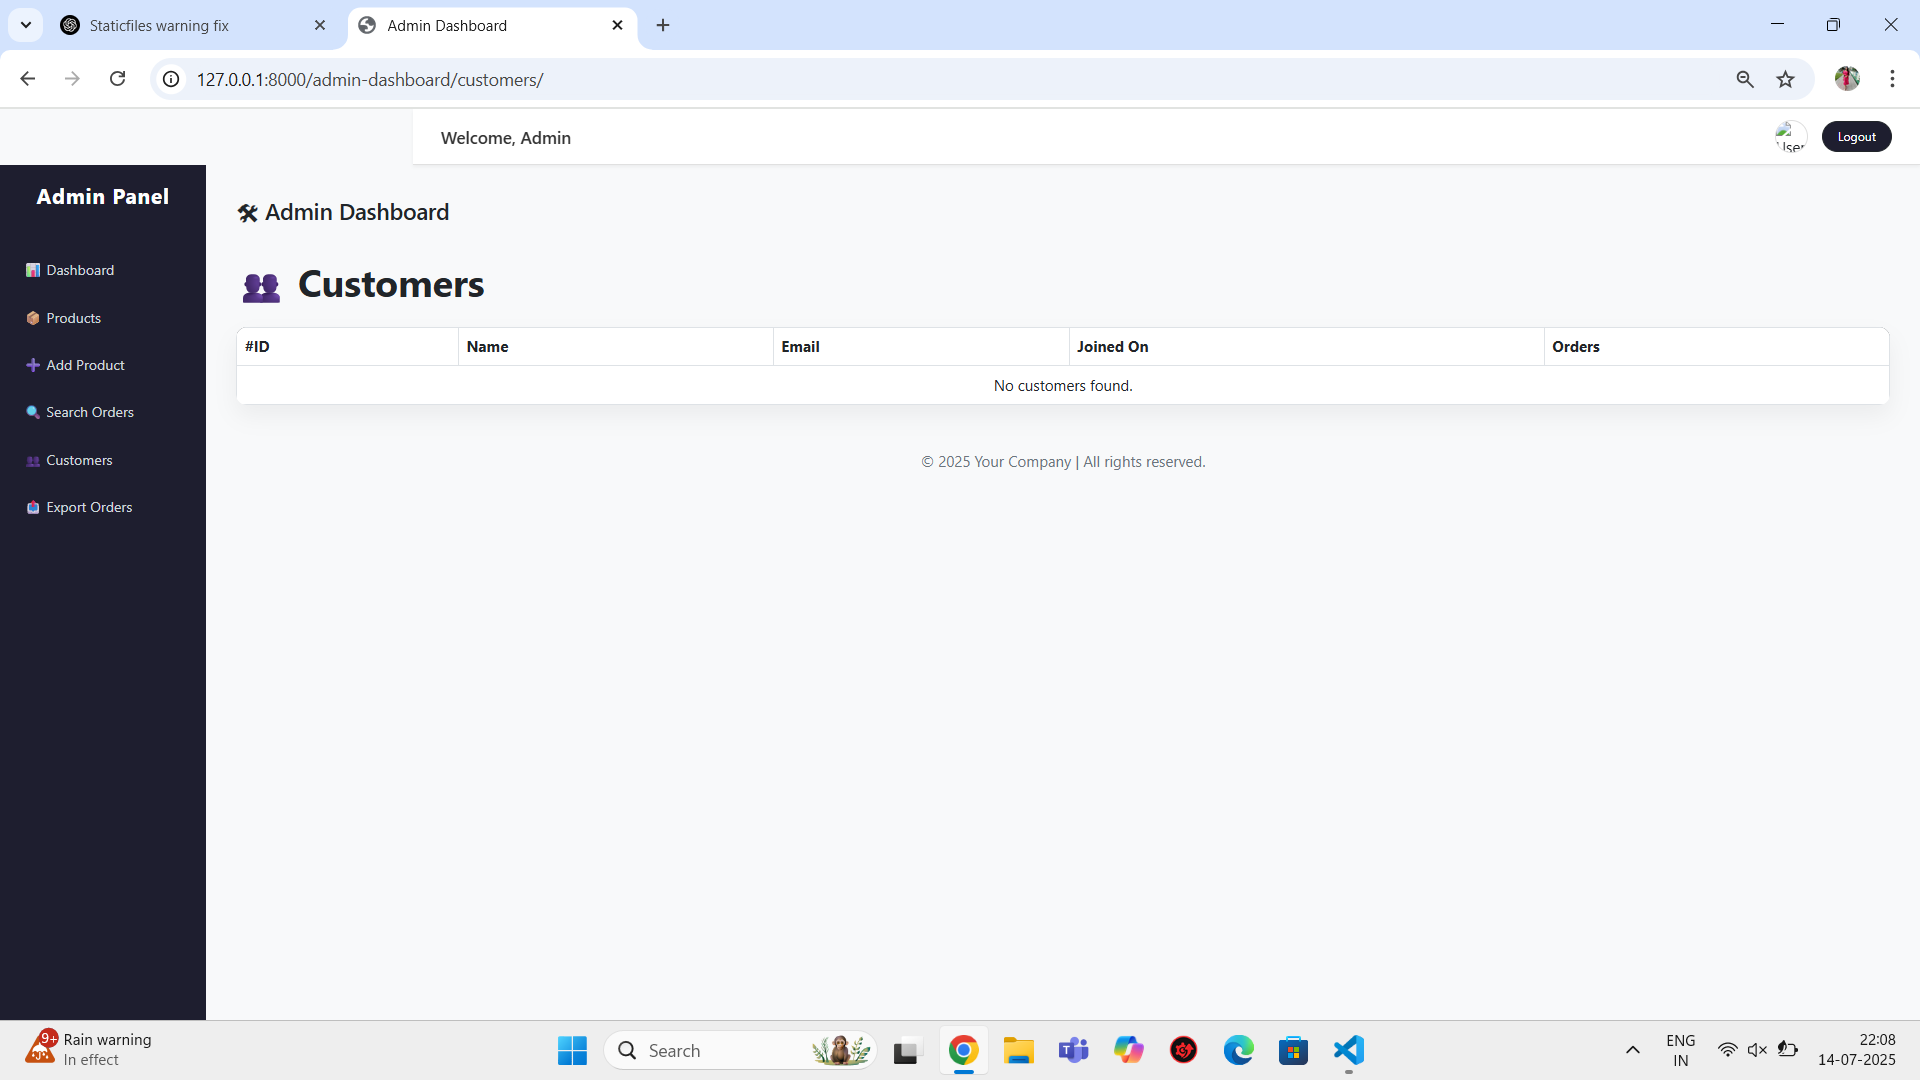 Staticfiles warning fix
Admin Dashboard
127.0.0.1:8000/admin-dashboard/customers/
Welcome, Admin
User
Logout
Admin Panel
Dashboard
Products
Add Product
Search Orders
Customers
Export Orders
🛠 Admin Dashboard
👥 Customers
#ID Name Email Joined On Orders
No customers found.
© 2025 Your Company | All rights reserved.
9+
Rain warning
In effect
Search
ENG
IN
22:08
14-07-2025